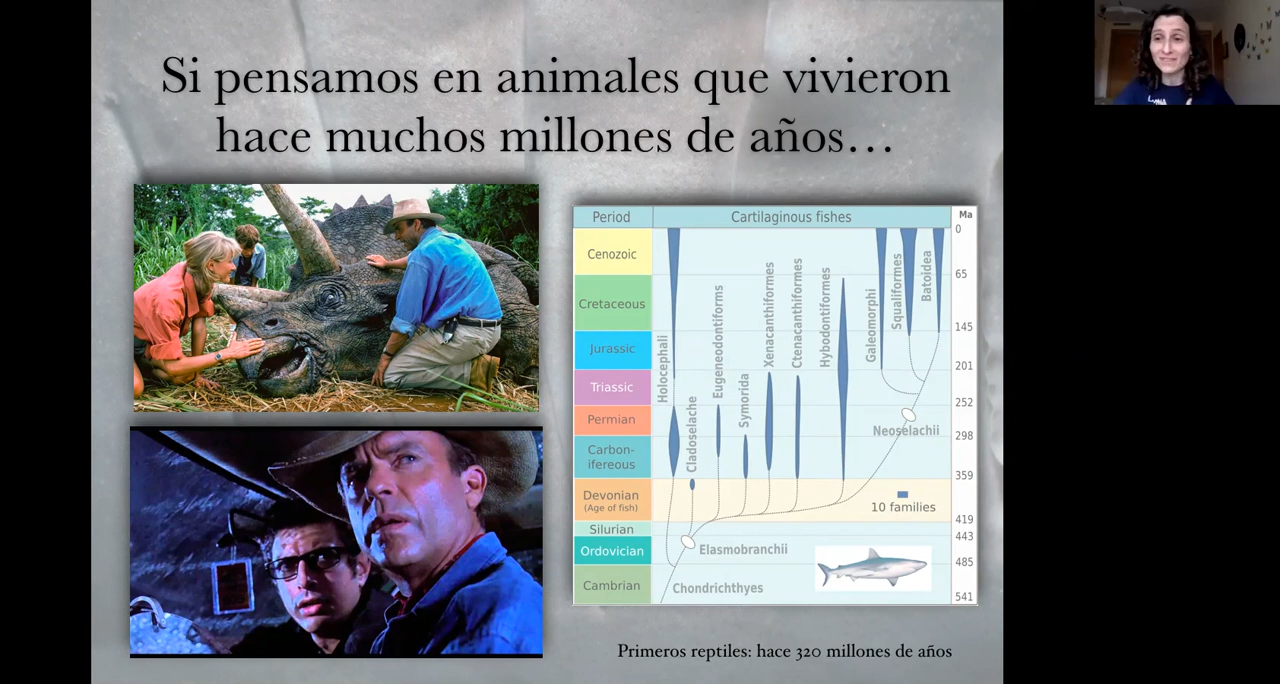 Si pensamos en animales que vivieron
hace muchos millones de años…
Period
Cartilaginous fishes
Ma
0
Cenozoic
65
Cretaceous
145
Jurassic
201
Triassic
252
Permian
298
Carbon-
ifereous
359
Devonian
(Age of fish)
419
Silurian
443
Ordovician
485
Cambrian
541
Holocephali
Cladoselache
Eugeneodontiforms
Symorida
Xenacanthiformes
Ctenacanthiformes
Hybodontiformes
Galeomorphi
Squaliformes
Batoidea
Neoselachii
10 families
Elasmobranchii
Chondrichthyes
Primeros reptiles: hace 320 millones de años